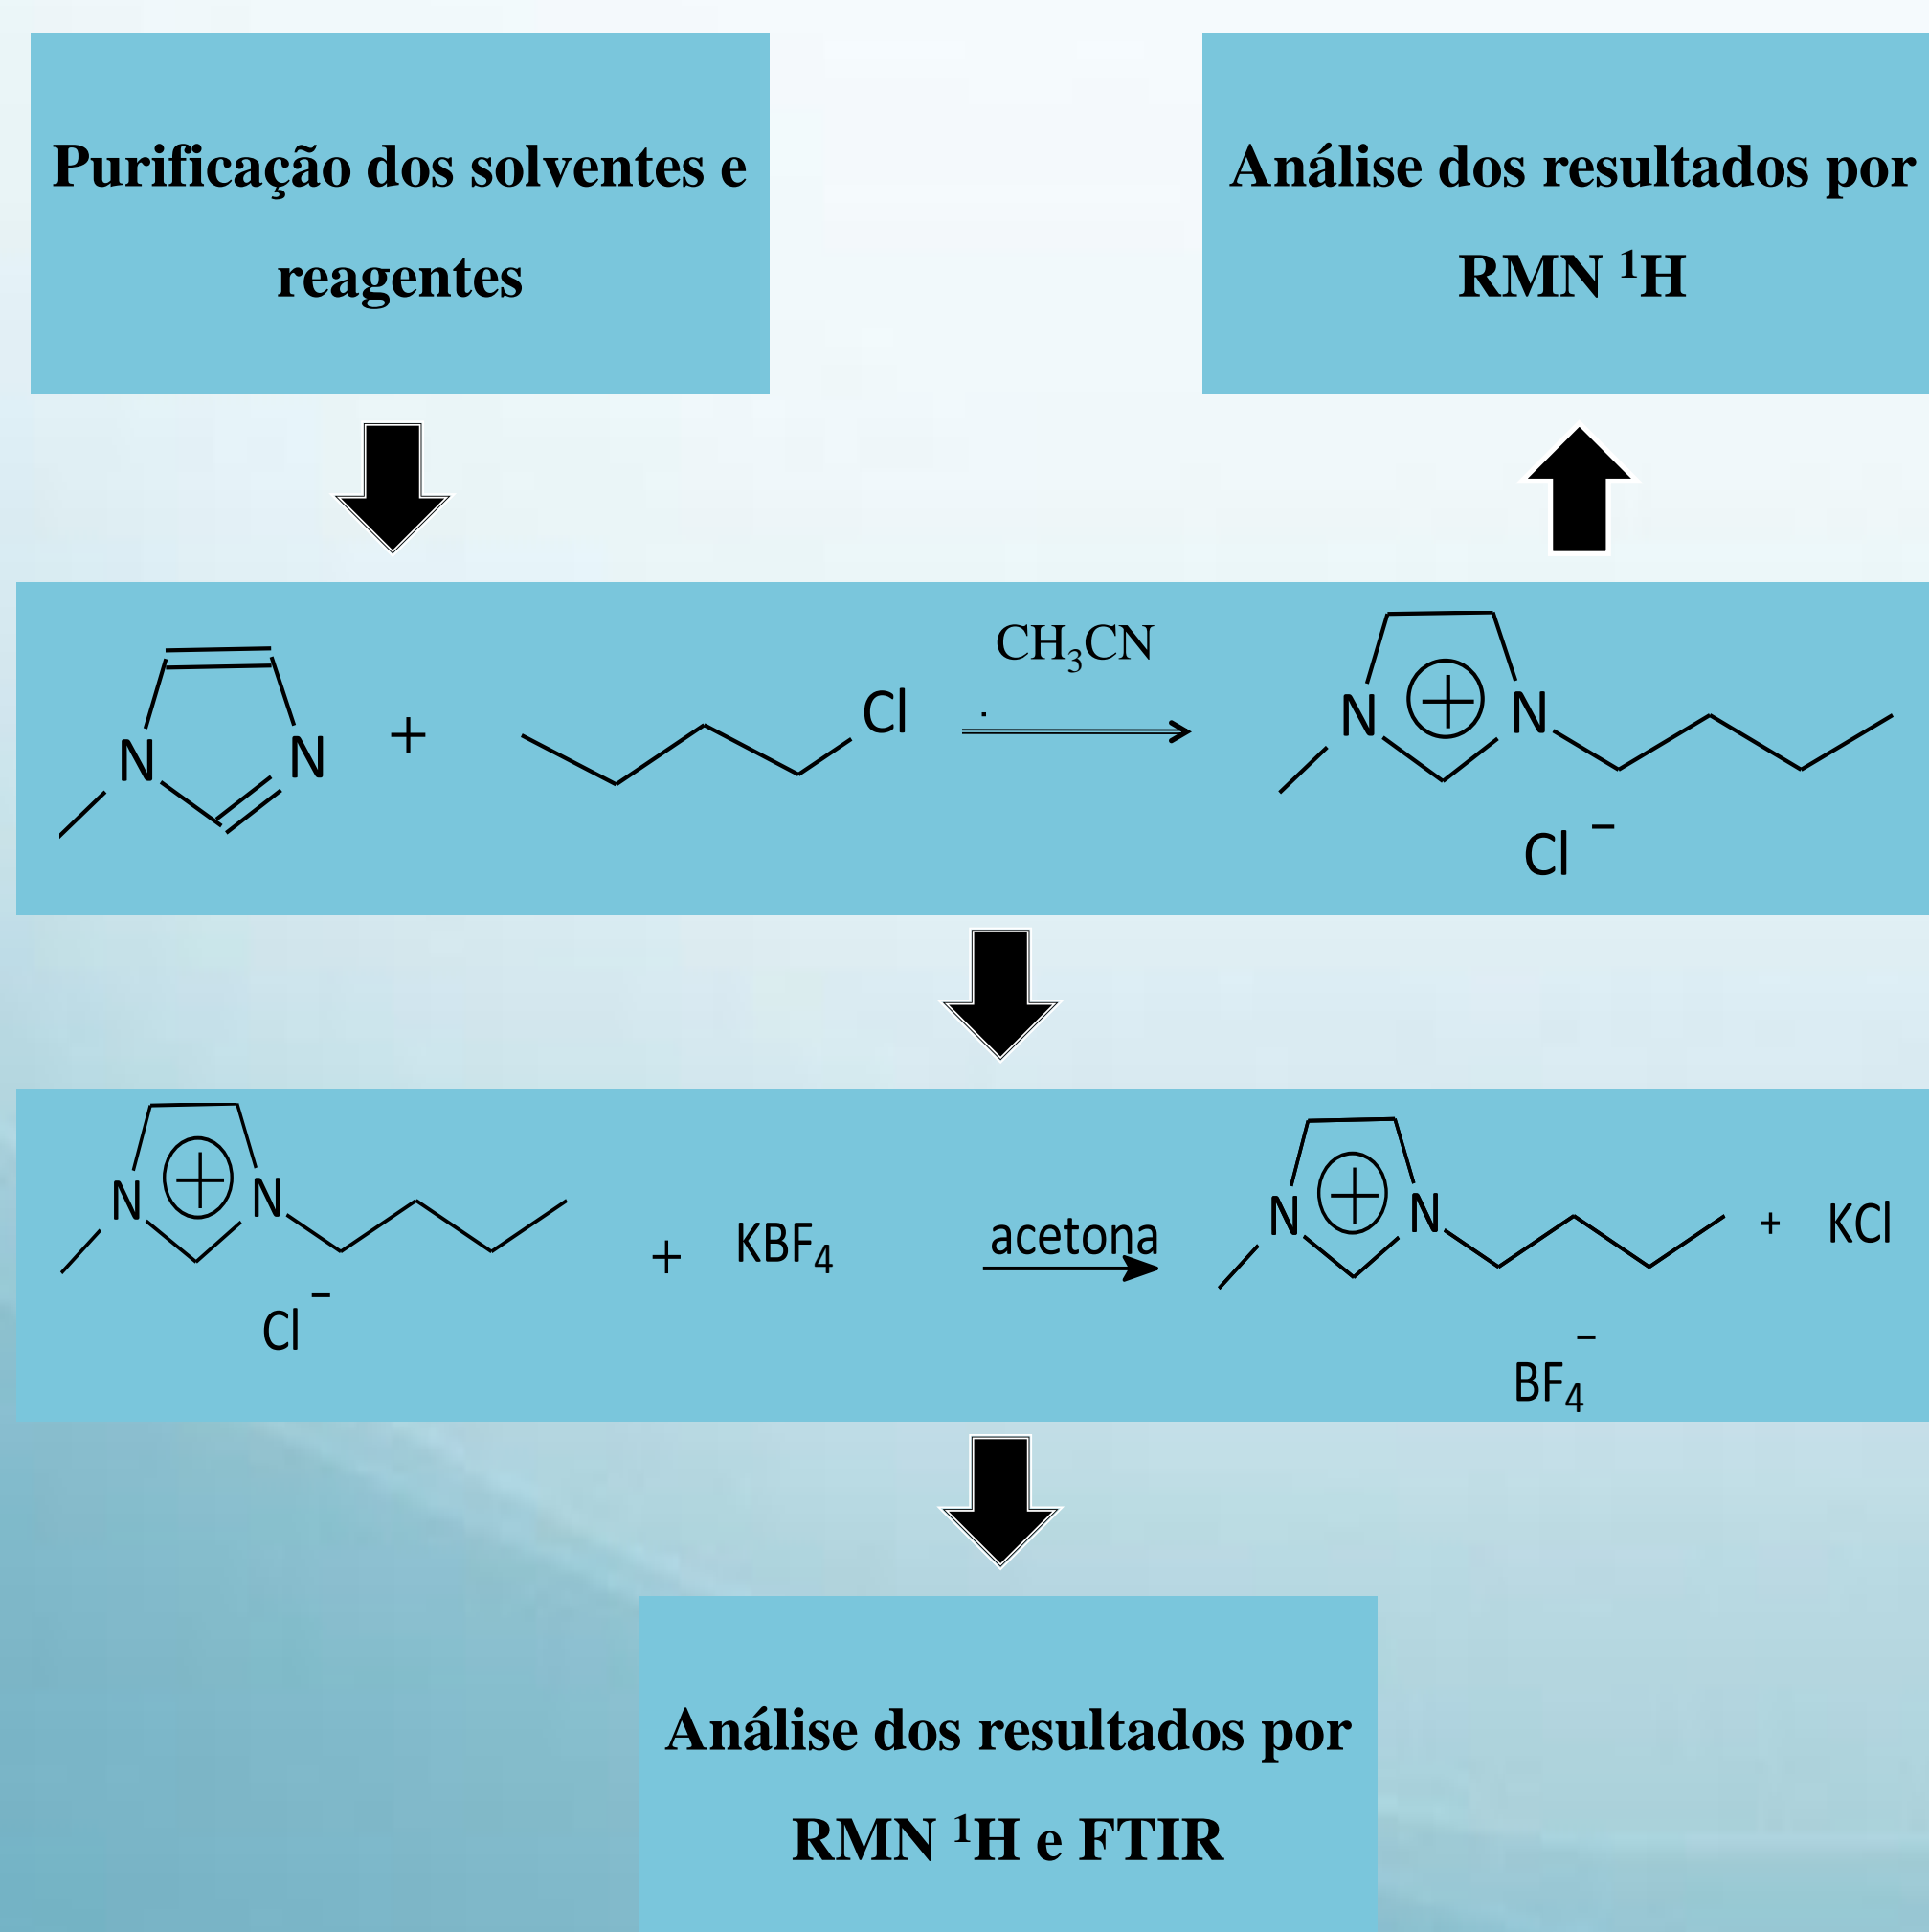 Purificação dos solventes e
reagentes
Análise dos resultados por
RMN ¹H
CH₃CN
N
N
+
Cl
N
N
Cl⁻
N
N
Cl⁻
+
KBF₄
acetona
N
N
BF₄⁻
+
KCl
Análise dos resultados por
RMN ¹H e FTIR